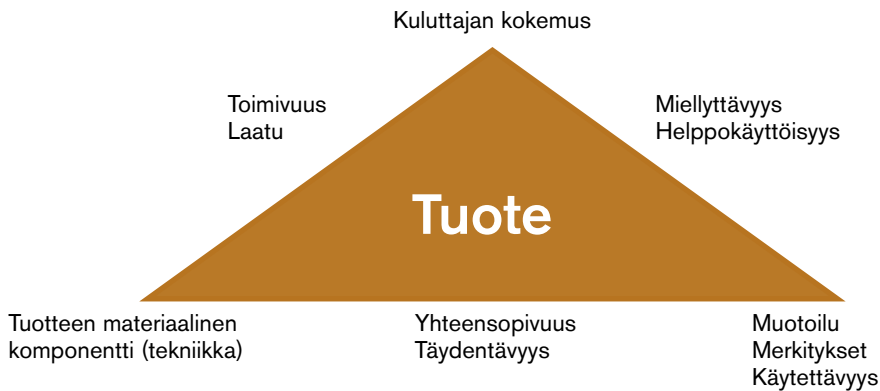 Kuluttajan kokemus
Toimivuus
Laatu
Miellyttävyys
Helppokäyttöisyys
Tuote
Tuotteen materiaalinen
komponentti (tekniikka)
Yhteensopivuus
Täydentävyys
Muotoilu
Merkitykset
Käytettävyys